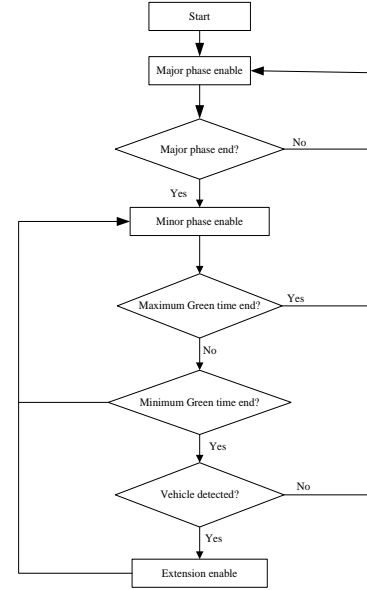 Start
Major phase enable
Major phase end?
No
Yes
Minor phase enable
Maximum Green time end?
Yes
No
Minimum Green time end?
Yes
Vehicle detected?
No
Yes
Extension enable